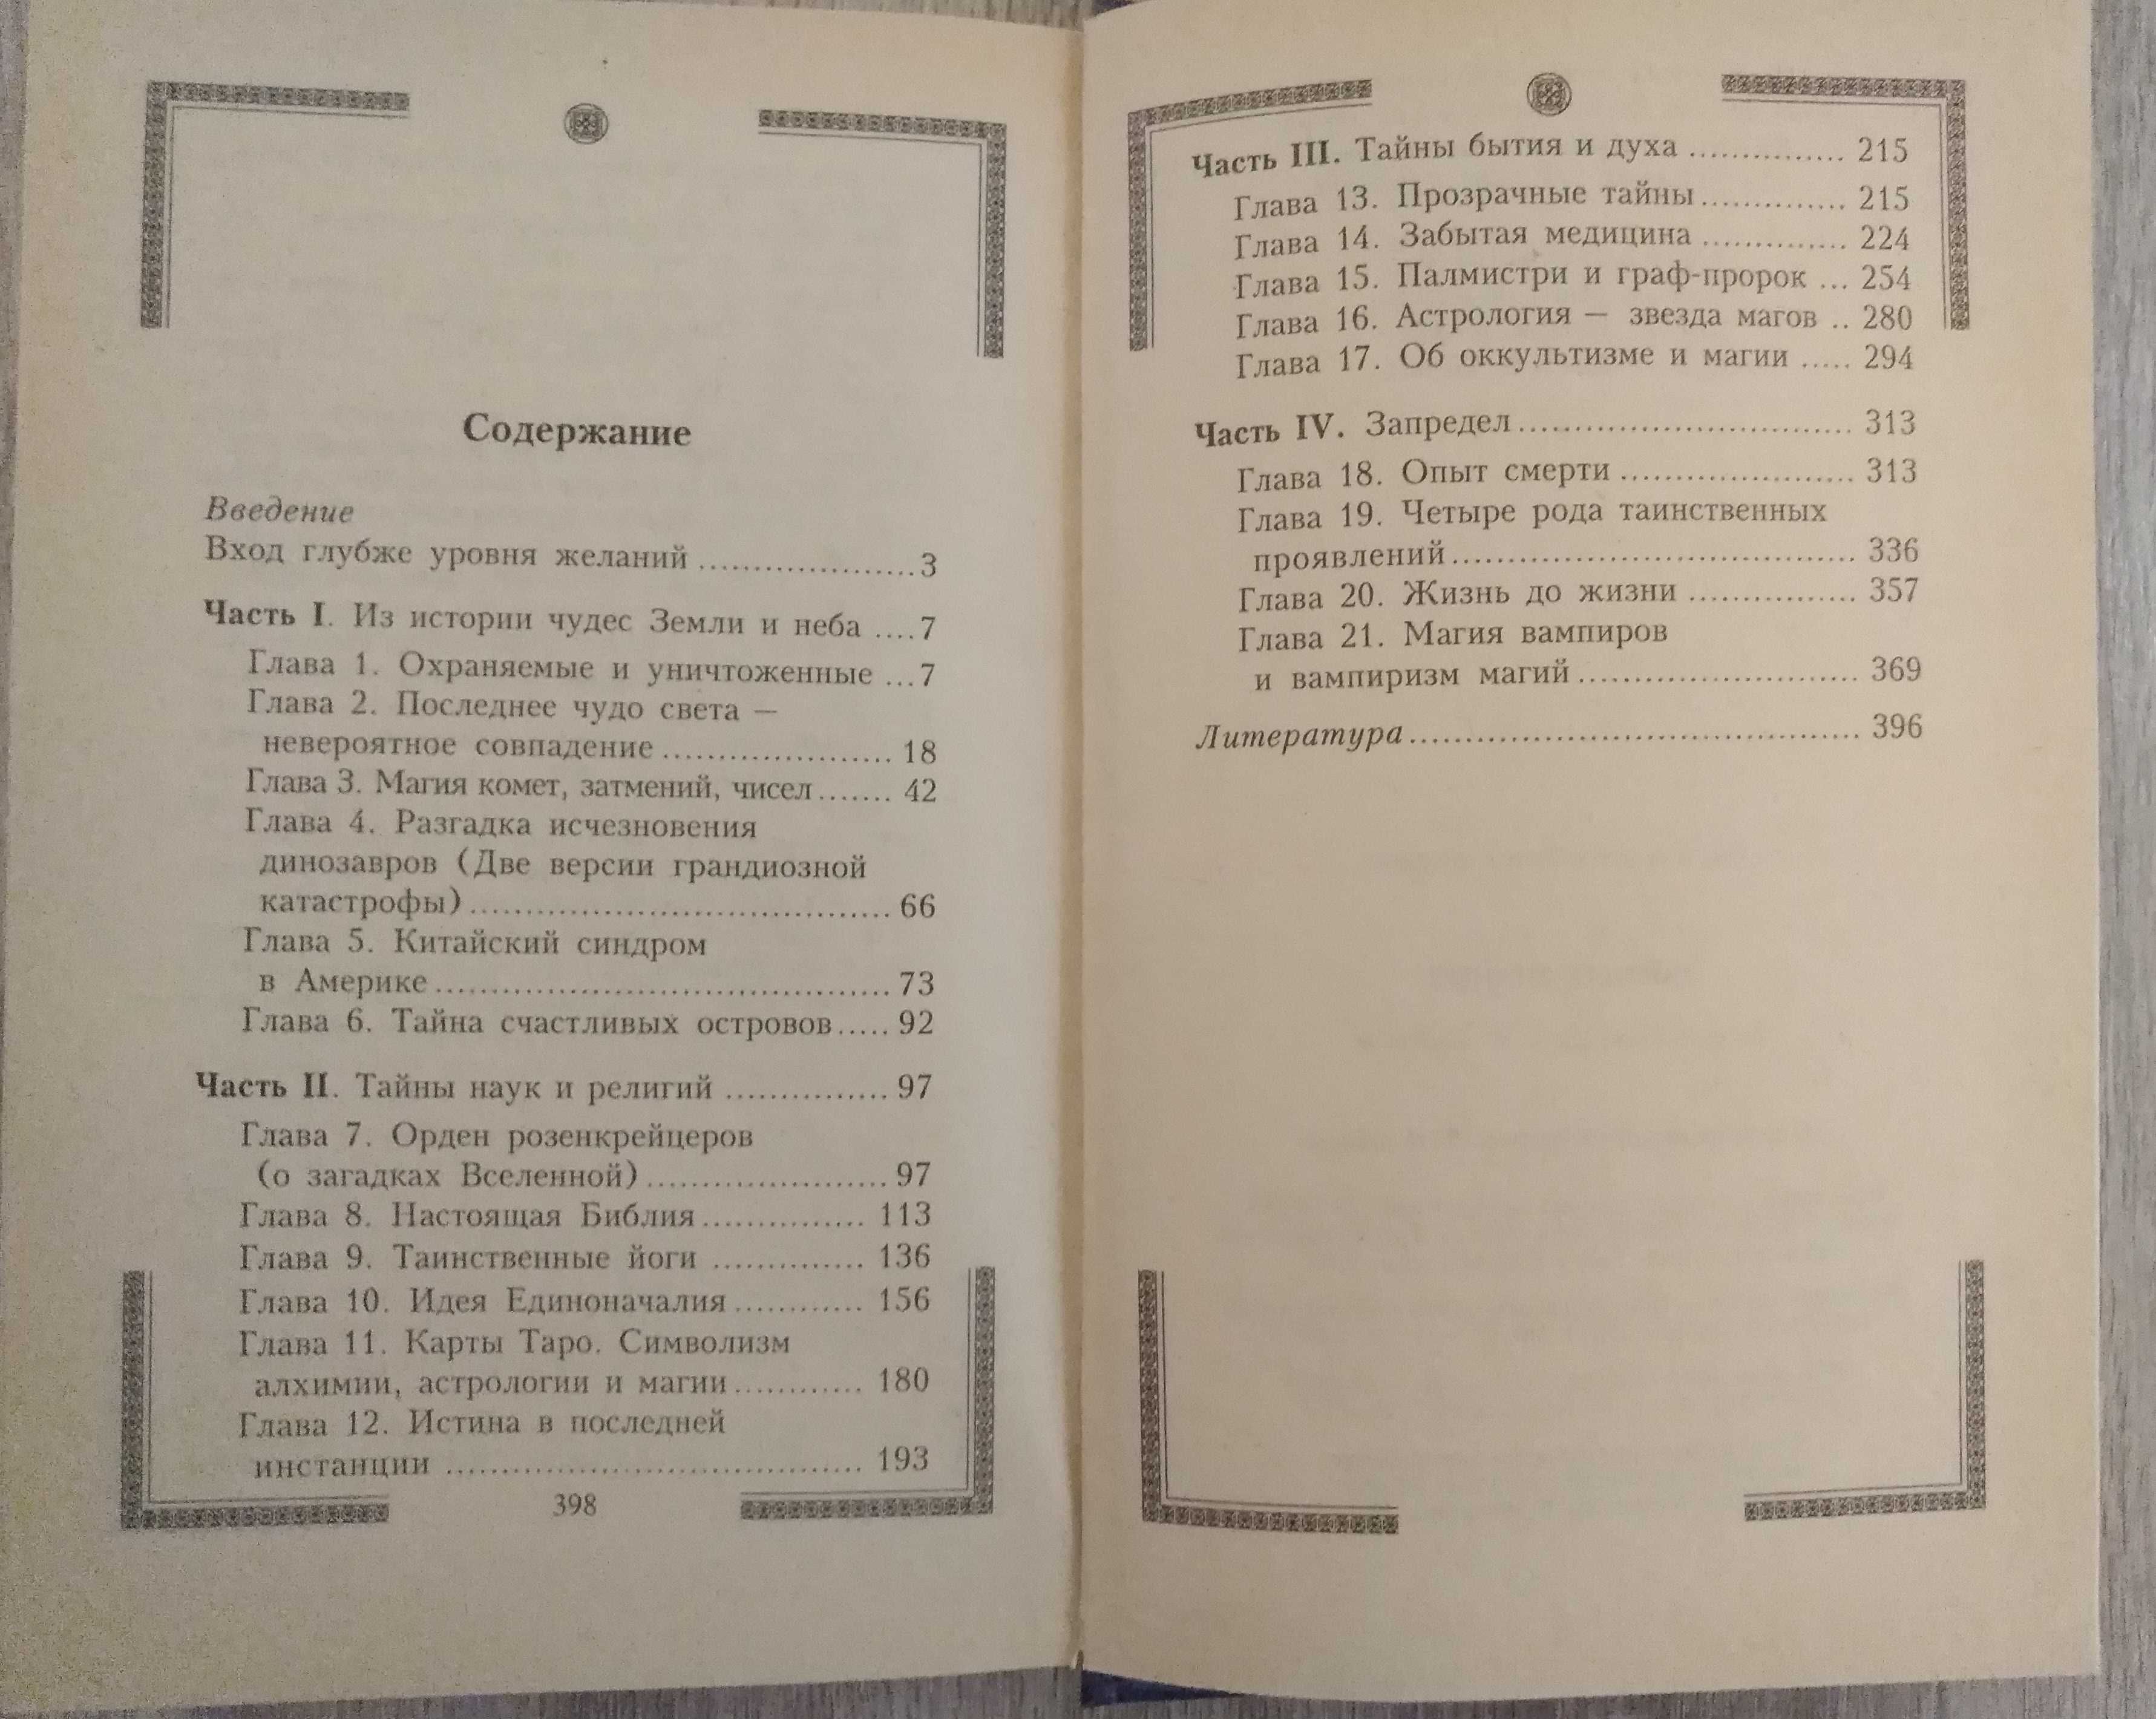 Содержание
Введение
Вход глубже уровня желаний ....................3
Часть I. Из истории чудес Земли и неба ....7
Глава 1. Охраняемые и уничтоженные ...7
Глава 2. Последнее чудо света —
невероятное совпадение ..................... 18
Глава 3. Магия комет, затмений, чисел ....... 42
Глава 4. Разгадка исчезновения
динозавров (Две версии грандиозной
катастрофы) ...................................... 66
Глава 5. Китайский синдром
в Америке ......................................... 73
Глава 6. Тайна счастливых островов ..... 92
Часть II. Тайны наук и религий ............... 97
Глава 7. Орден розенкрейцеров
(о загадках Вселенной) ...................... 97
Глава 8. Настоящая Библия ............... 113
Глава 9. Таинственные йоги .............. 136
Глава 10. Идея Единоначалия ............ 156
Глава 11. Карты Таро. Символизм
алхимии, астрологии и магии ............ 180
Глава 12. Истина в последней
инстанции ...................................... 193
398
Часть III. Тайны бытия и духа ............... 215
Глава 13. Прозрачные тайны .............. 215
Глава 14. Забытая медицина .............. 224
Глава 15. Палмистри и граф-пророк ... 254
Глава 16. Астрология — звезда магов .. 280
Глава 17. Об оккультизме и магии ..... 294
Часть IV. Запредел .............................. 313
Глава 18. Опыт смерти ...................... 313
Глава 19. Четыре рода таинственных
проявлений ..................................... 336
Глава 20. Жизнь до жизни ................ 357
Глава 21. Магия вампиров
и вампиризм магий .......................... 369
Литература ......................................... 396